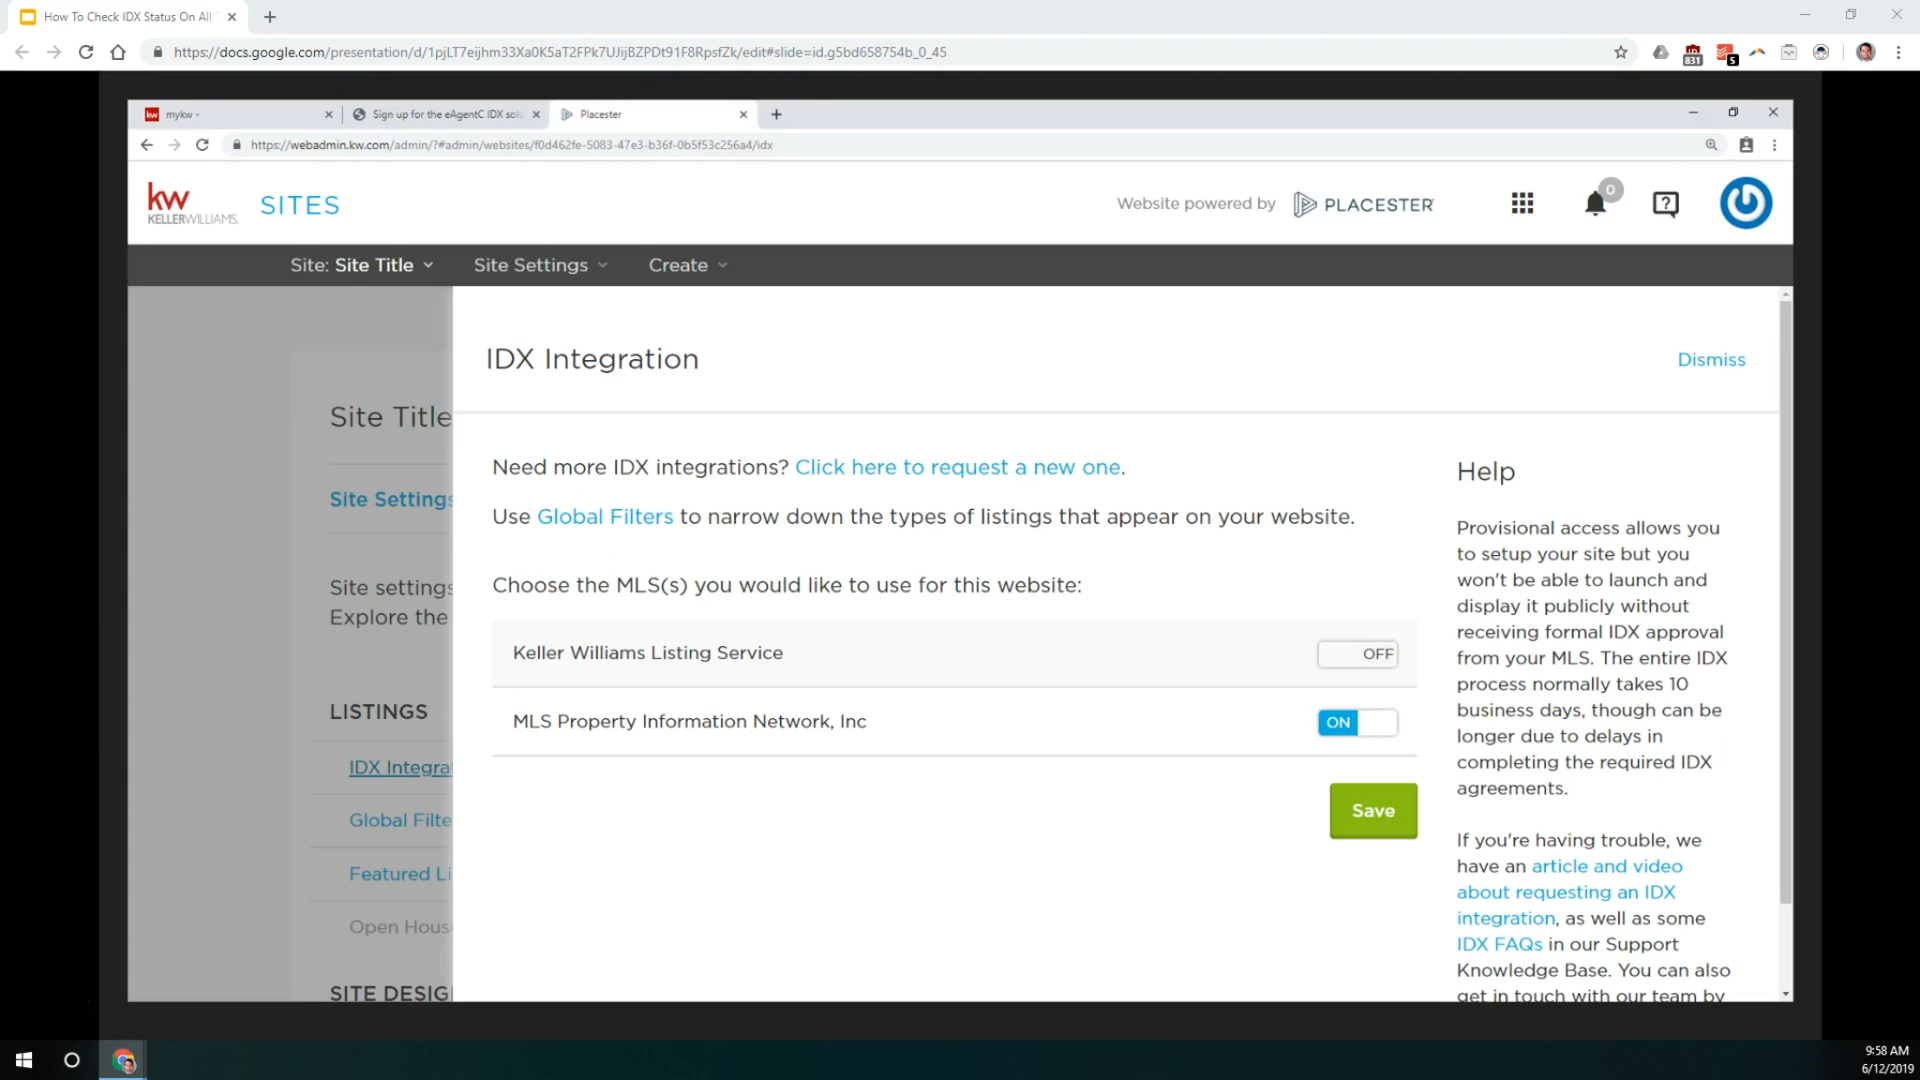 How To Check IDX Status On All
https://docs.google.com/presentation/d/1pjLT7eijhm33Xa0K5aT2FPk7UJijBZPDt91F8RpsfZk/edit#slide=id.g5bd658754b_0_45
831
5
kw mykw -
Sign up for the eAgentC IDX solu
Placester
https://webadmin.kw.com/admin/?#admin/websites/f0d462fe-5083-47e3-b36f-0b5f53c256a4/idx
kw
KELLERWILLIAMS.
SITES
Website powered by
PLACESTER
0
?
Site: Site Title
Site Settings
Create
IDX Integration
Dismiss
Site Title
Site Settings
Site settings
Explore the
LISTINGS
IDX Integra
Global Filte
Featured Li
Open Hous
SITE DESIG
Need more IDX integrations? Click here to request a new one.
Use Global Filters to narrow down the types of listings that appear on your website.
Choose the MLS(s) you would like to use for this website:
Keller Williams Listing Service
OFF
MLS Property Information Network, Inc
ON
Save
Help
Provisional access allows you
to setup your site but you
won't be able to launch and
display it publicly without
receiving formal IDX approval
from your MLS. The entire IDX
process normally takes 10
business days, though can be
longer due to delays in
completing the required IDX
agreements.
If you're having trouble, we
have an article and video
about requesting an IDX
integration, as well as some
IDX FAQs in our Support
Knowledge Base. You can also
get in touch with our team by
9:58 AM
6/12/2019